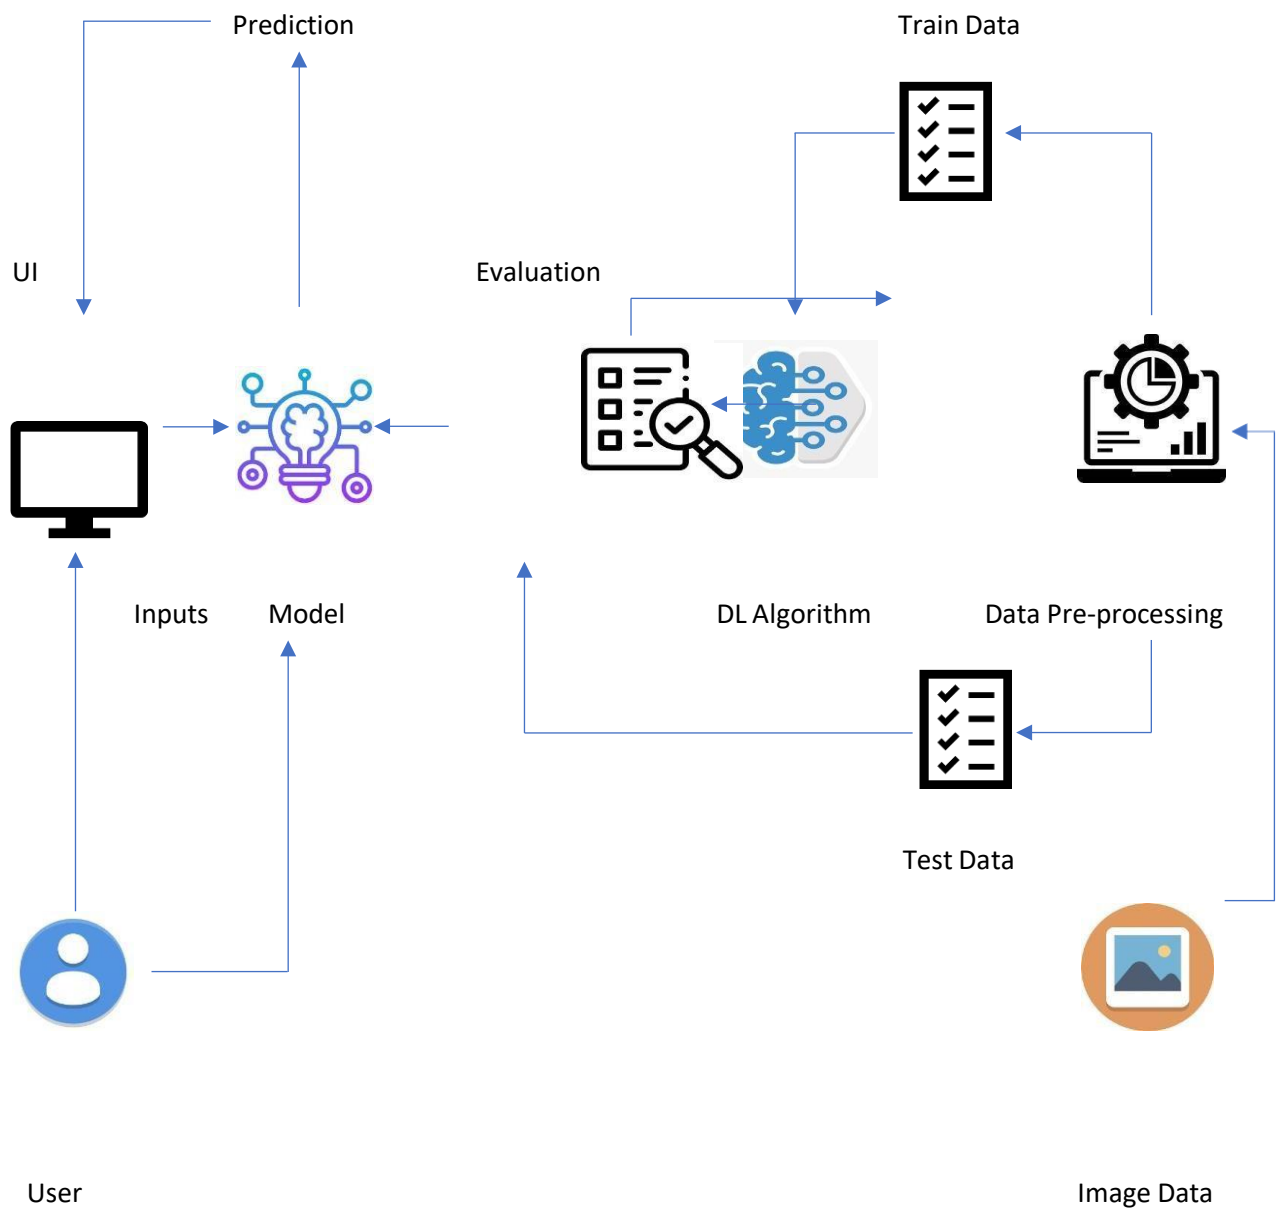 Prediction
Train Data
UI
Evaluation
Inputs
Model
DL Algorithm
Data Pre-processing
Test Data
User
Image Data